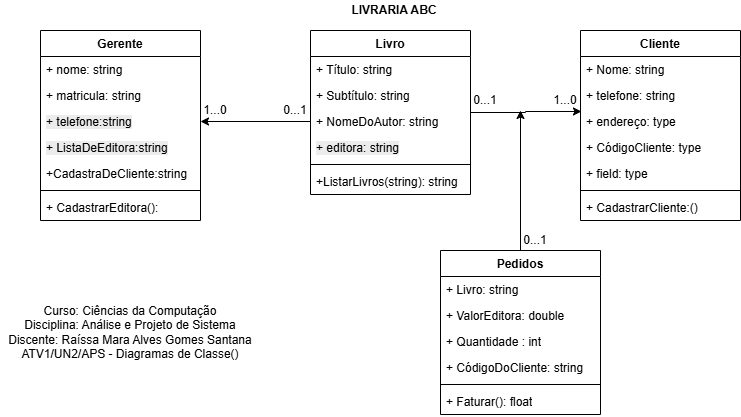 LIVRARIA ABC
Gerente
+ nome: string
+ matricula: string
+ telefone:string
+ ListaDeEditora:string
+CadastraDeCliente:string
+ CadastrarEditora():
1...0
0...1
Livro
+ Título: string
+ Subtítulo: string
+ NomeDoAutor: string
+ editora: string
+ListarLivros(string): string
0...1
1...0
Cliente
+ Nome: string
+ telefone: string
+ endereço: type
+ CódigoCliente: type
+ field: type
+ CadastrarCliente:()
0...1
Pedidos
+ Livro: string
+ ValorEditora: double
+ Quantidade : int
+ CódigoDoCliente: string
+ Faturar(): float
Curso: Ciências da Computação
Disciplina: Análise e Projeto de Sistema
Discente: Raíssa Mara Alves Gomes Santana
ATV1/UN2/APS - Diagramas de Classe()